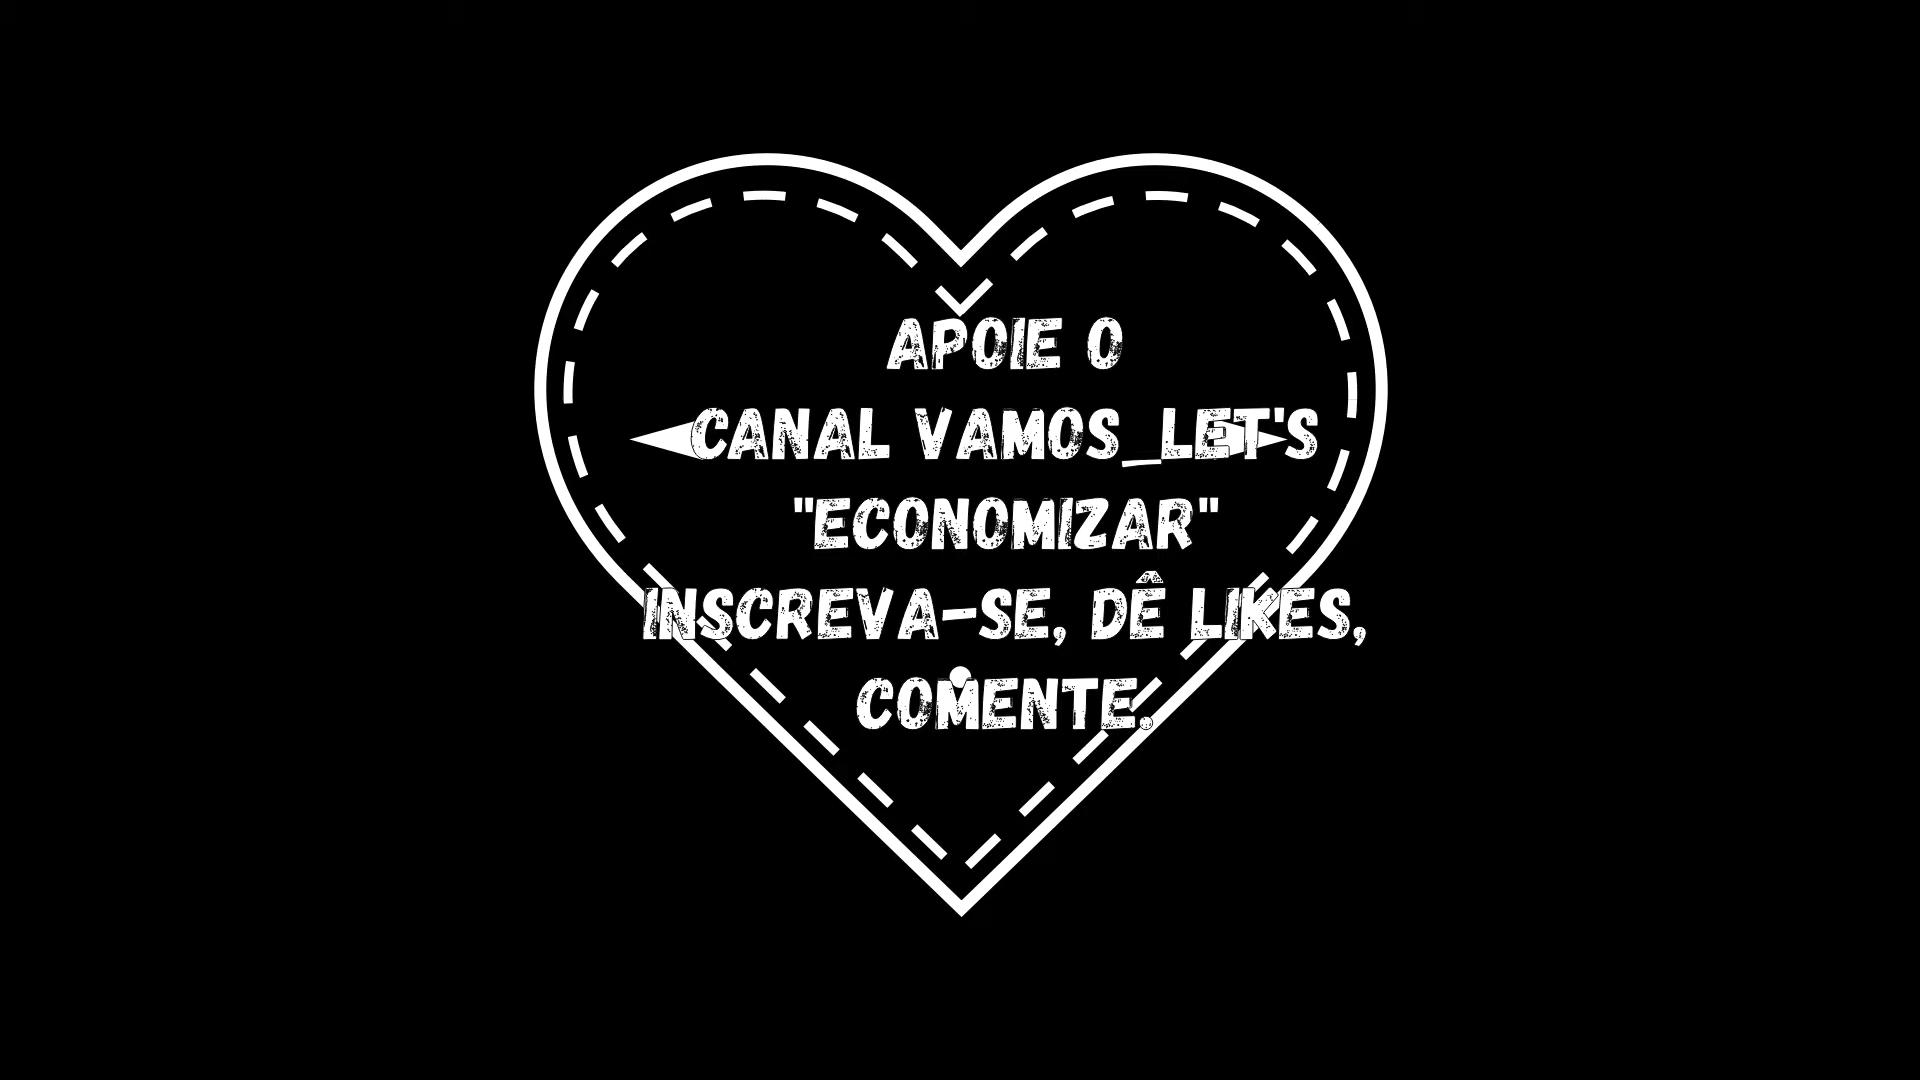 APOIE O
CANAL VAMOS_LET'S
"ECONOMIZAR"
INSCREVA-SE, DÊ LIKES,
COMENTE.